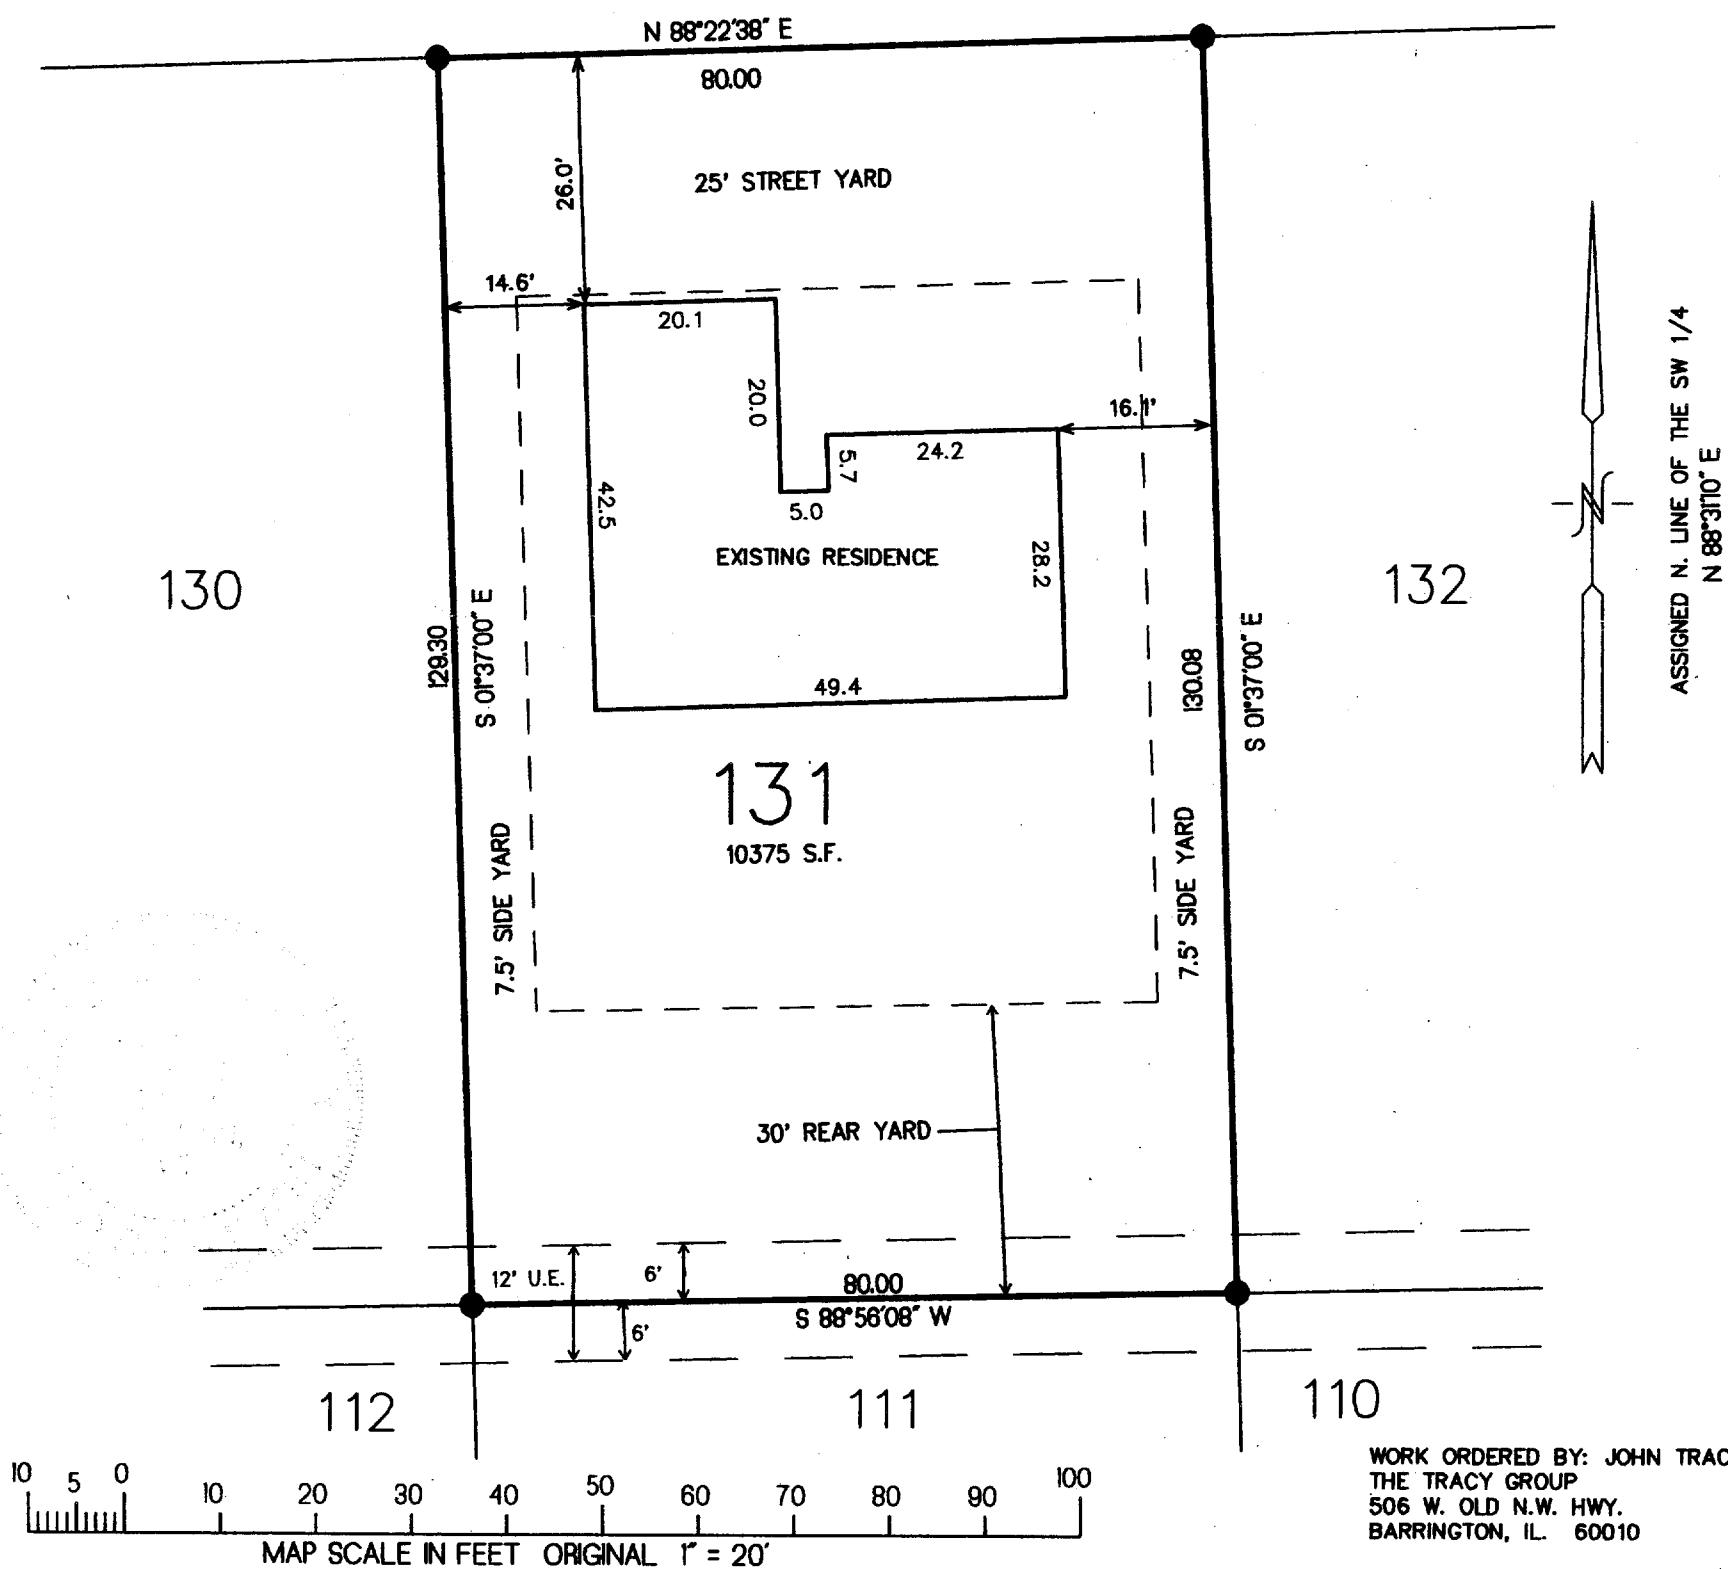 N 88°22'38" E
80.00
26.0'
25' STREET YARD
14.6'
20.1
20.0
16.1'
24.2
5.7
5.0
42.5
EXISTING RESIDENCE
28.2
130
132
ASSIGNED N. LINE OF THE SW 1/4
N 88°31'10" E
N
129.30
S 01°37'00" E
130.08
S 01°37'00" E
49.4
131
10375 S.F.
7.5' SIDE YARD
7.5' SIDE YARD
30' REAR YARD
12' U.E.
6'
80.00
S 88°56'08" W
6'
112
111
110
10 5 0 10 20 30 40 50 60 70 80 90 100
MAP SCALE IN FEET ORIGINAL 1" = 20'
WORK ORDERED BY: JOHN TRAC
THE TRACY GROUP
506 W. OLD N.W. HWY.
BARRINGTON, IL. 60010